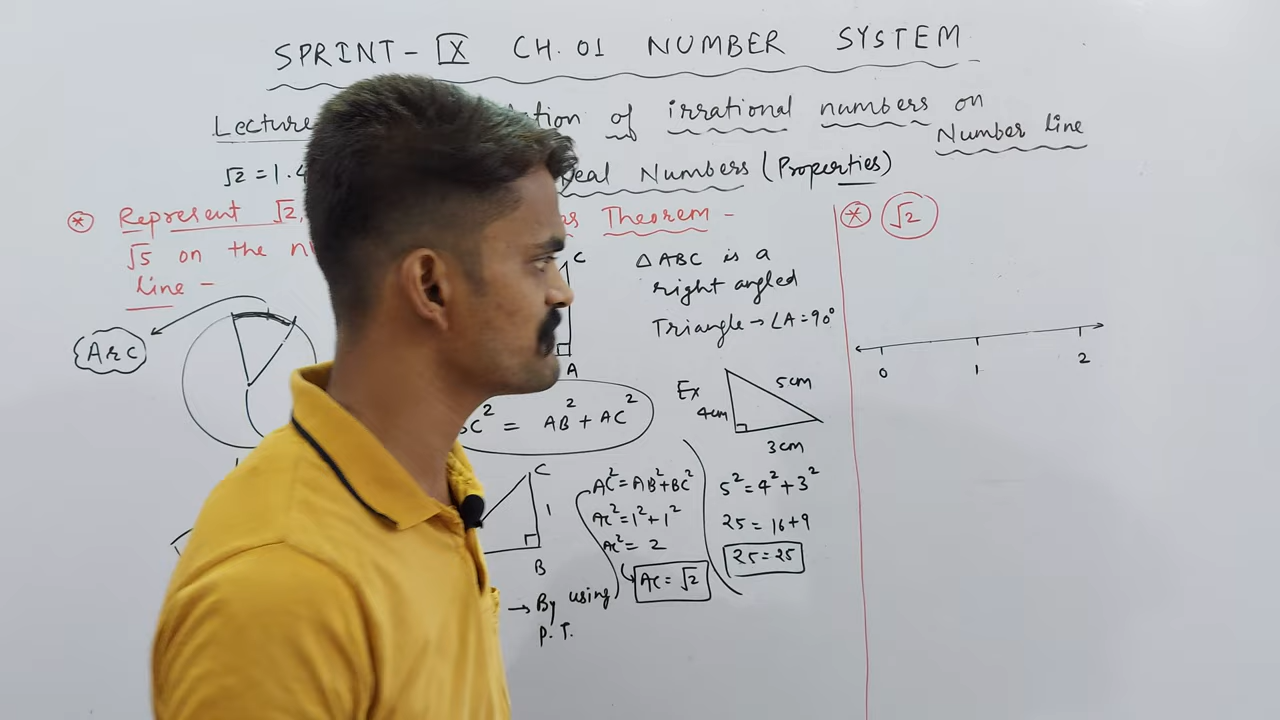 SPRINT - IX CH. 01 NUMBER SYSTEM
Lecture of irrational numbers on
Number line
√2 = 1.4 Real Numbers (Properties)
* Represent √2, Theorem -
√5 on the
line -
Arc
C
A
BC² = AB² + AC²
C
1
B
→ By using
P.T.
AC² = AB² + BC²
AC² = 1² + 1²
AC² = 2
AC = √2
△ABC is a
right angled
Triangle → ∠A = 90°
Ex
4cm
5cm
3cm
5² = 4² + 3²
25 = 16 + 9
25 = 25
* √2
0 1 2